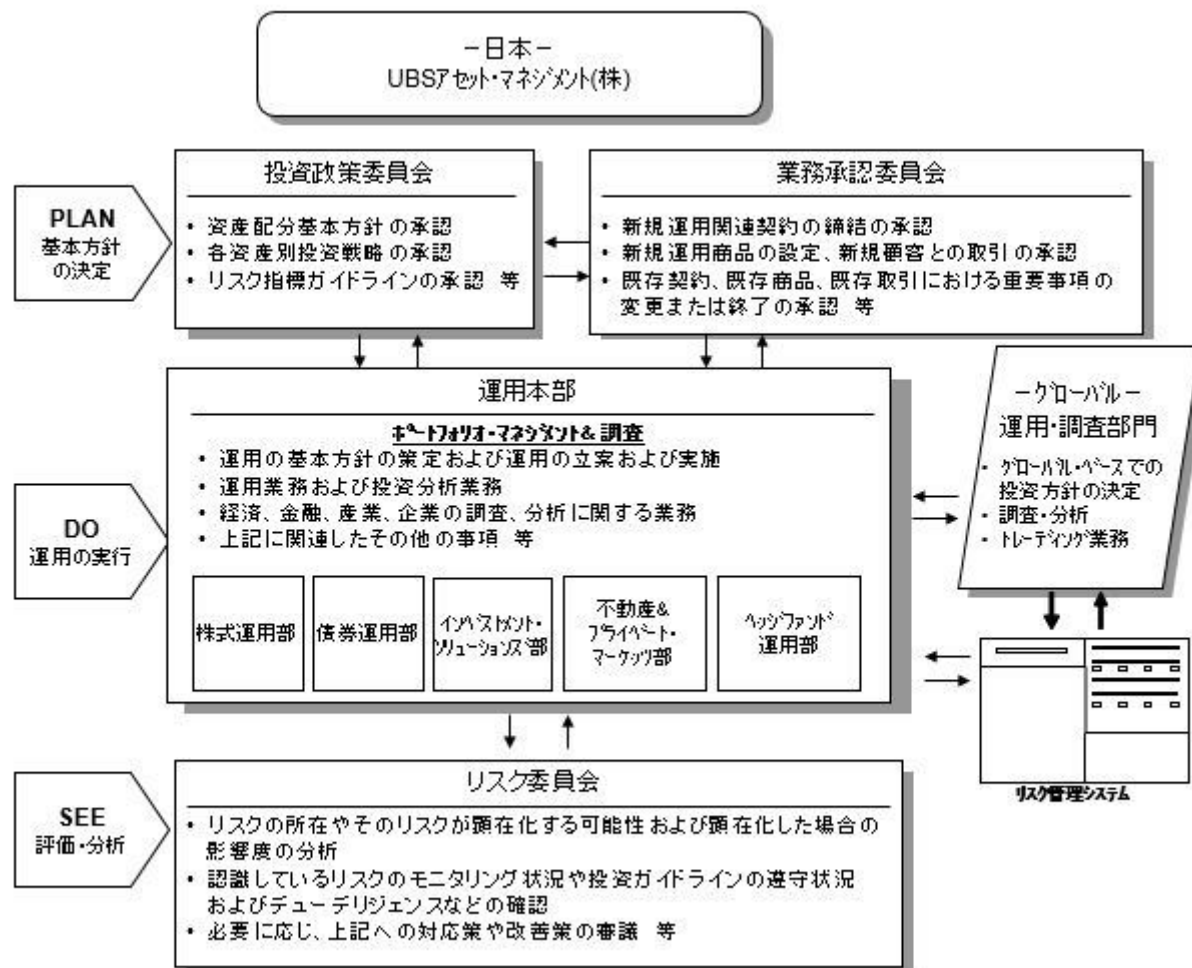 －日本－
UBSアセット・マネジメント(株)
PLAN
基本方針
の決定
投資政策委員会
・ 資産配分基本方針の承認
・ 各資産別投資戦略の承認
・ リスク指標ガイドラインの承認 等
業務承認委員会
・ 新規運用関連契約の締結の承認
・ 新規運用商品の設定、新規顧客との取引の承認
・ 既存契約、既存商品、既存取引における重要事項の
変更または終了の承認 等
DO
運用の実行
運用本部
ポートフォリオ・マネジメント&調査
・ 運用の基本方針の策定および運用の立案および実施
・ 運用業務および投資分析業務
・ 経済、金融、産業、企業の調査、分析に関する業務
・ 上記に関連したその他の事項 等
株式運用部
債券運用部
インベストメント・
ソリューションズ部
不動産&
プライベート・
マーケッツ部
ヘッジファンド
運用部
－グローバル－
運用・調査部門
・ グローバル・ベースでの
投資方針の決定
・ 調査・分析
・ トレーディング業務
リスク管理システム
SEE
評価・分析
リスク委員会
・ リスクの所在やそのリスクが顕在化する可能性および顕在化した場合の
影響度の分析
・ 認識しているリスクのモニタリング状況や投資ガイドラインの遵守状況
およびデューデリジェンスなどの確認
・ 必要に応じ、上記への対応策や改善策の審議 等